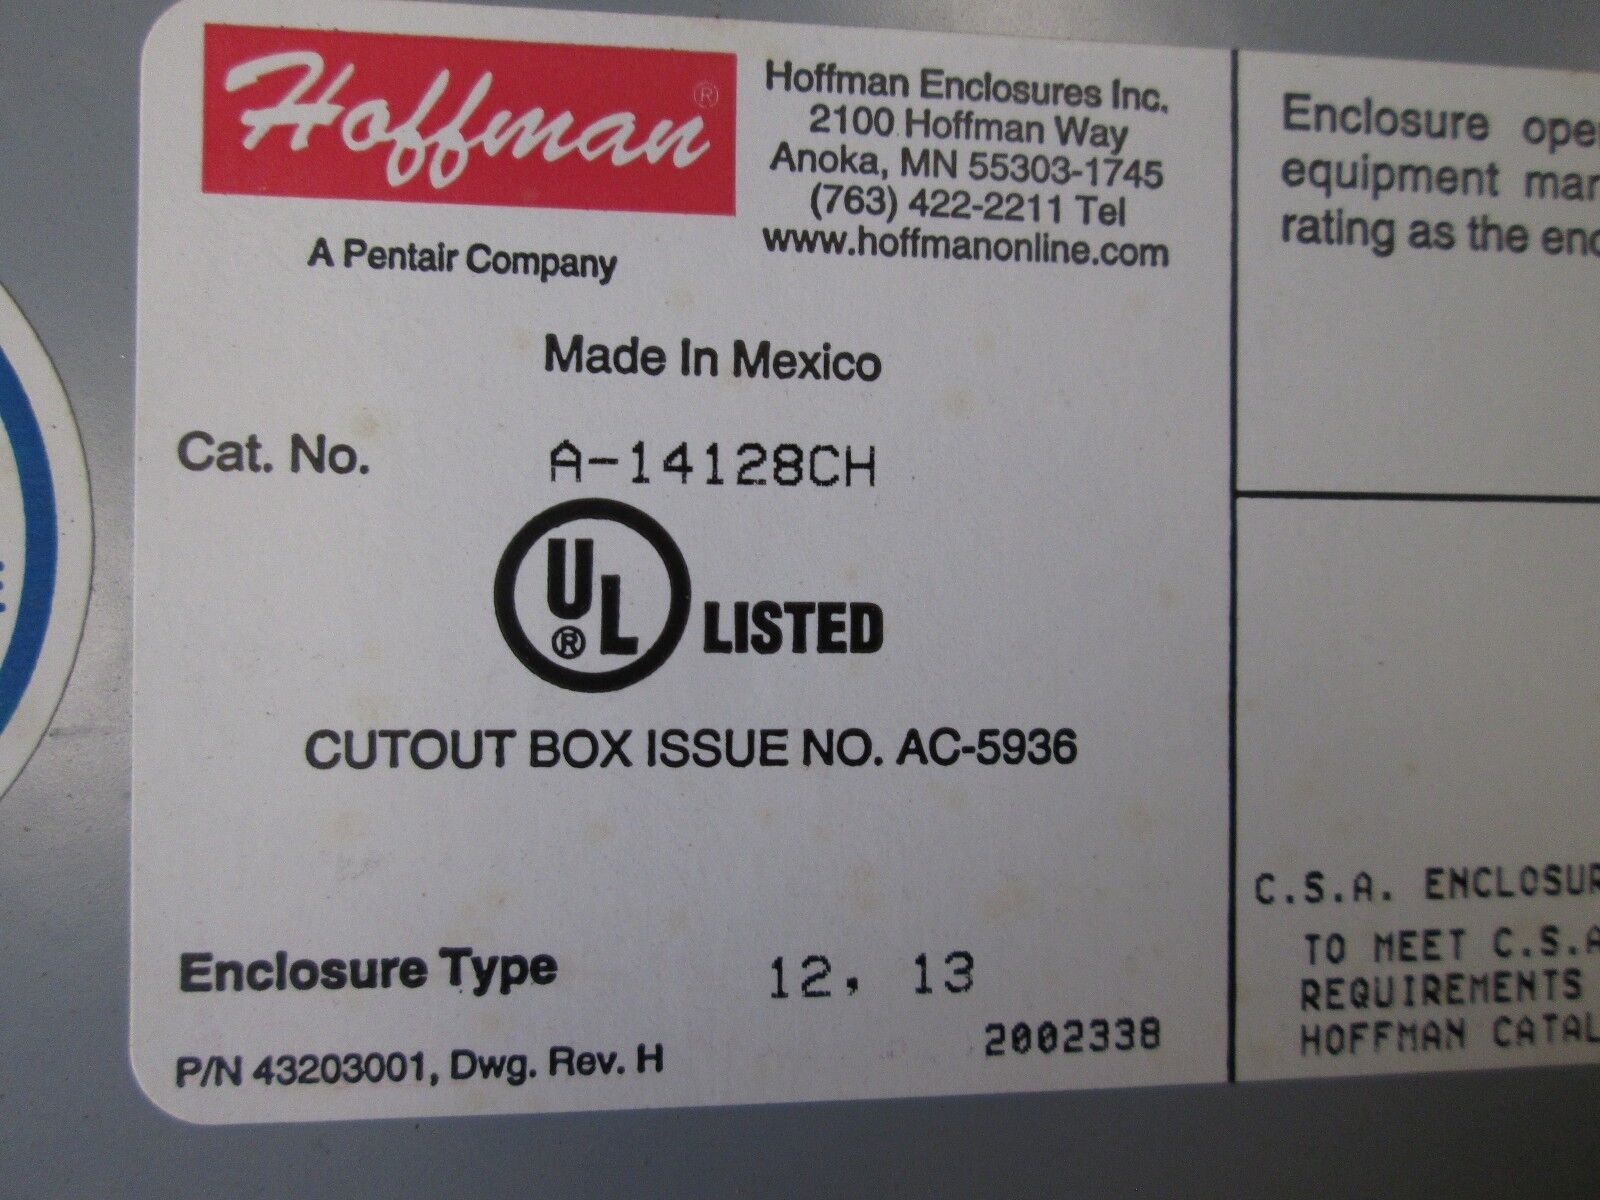 Hoffman®
A Pentair Company
Hoffman Enclosures Inc.
2100 Hoffman Way
Anoka, MN 55303-1745
(763) 422-2211 Tel
www.hoffmanonline.com
Made In Mexico
Cat. No. A-14128CH
UL® LISTED
CUTOUT BOX ISSUE NO. AC-5936
Enclosure Type 12, 13
2002338
P/N 43203001, Dwg. Rev. H
Enclosure
equipment
rating as the
C.S.A.
TO MEET C.S.A
REQUIREMENTS
HOFFMAN